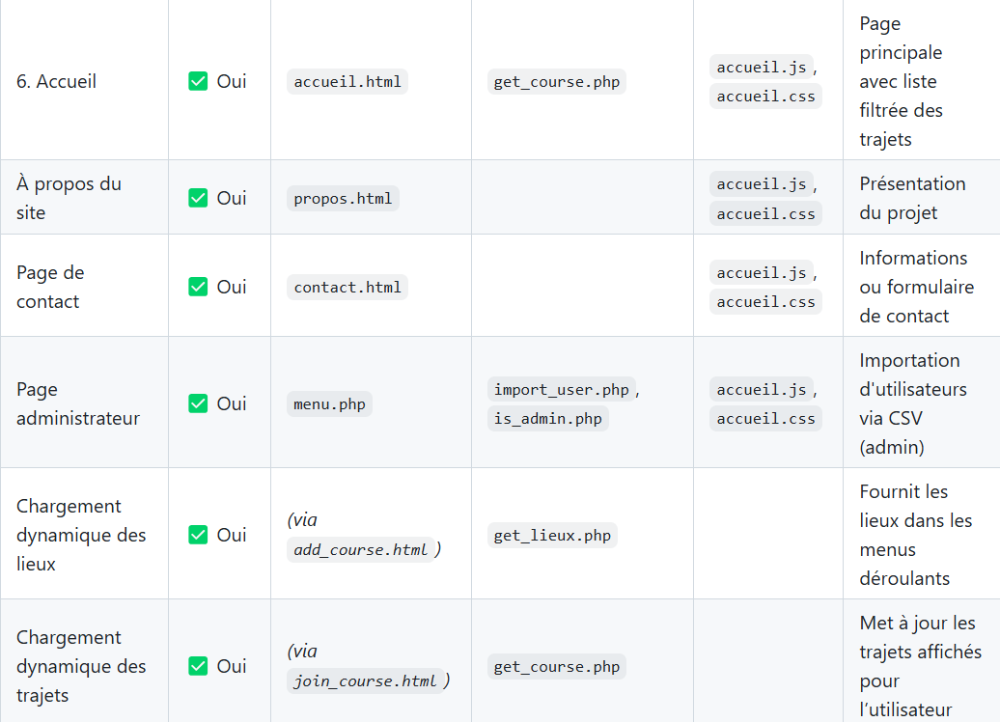 Page
principale
6. Accueil ✅ Oui accueil.html get_course.php accueil.js, accueil.css avec liste
filtrée des
trajets
À propos du
site
✅ Oui propos.html accueil.js, accueil.css
Présentation
du projet
Page de
contact
✅ Oui contact.html accueil.js, accueil.css
Informations
ou formulaire
de contact
Page
administrateur
✅ Oui menu.php import_user.php, is_admin.php accueil.js, accueil.css
Importation
d'utilisateurs
via CSV
(admin)
Chargement
dynamique des
lieux
✅ Oui (via add_course.html) get_lieux.php
Fournit les
lieux dans les
menus
déroulants
Chargement
dynamique des
trajets
✅ Oui (via join_course.html) get_course.php
Met à jour les
trajets affichés
pour
l’utilisateur